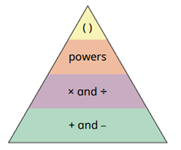 ( )
powers
× and ÷
+ and –